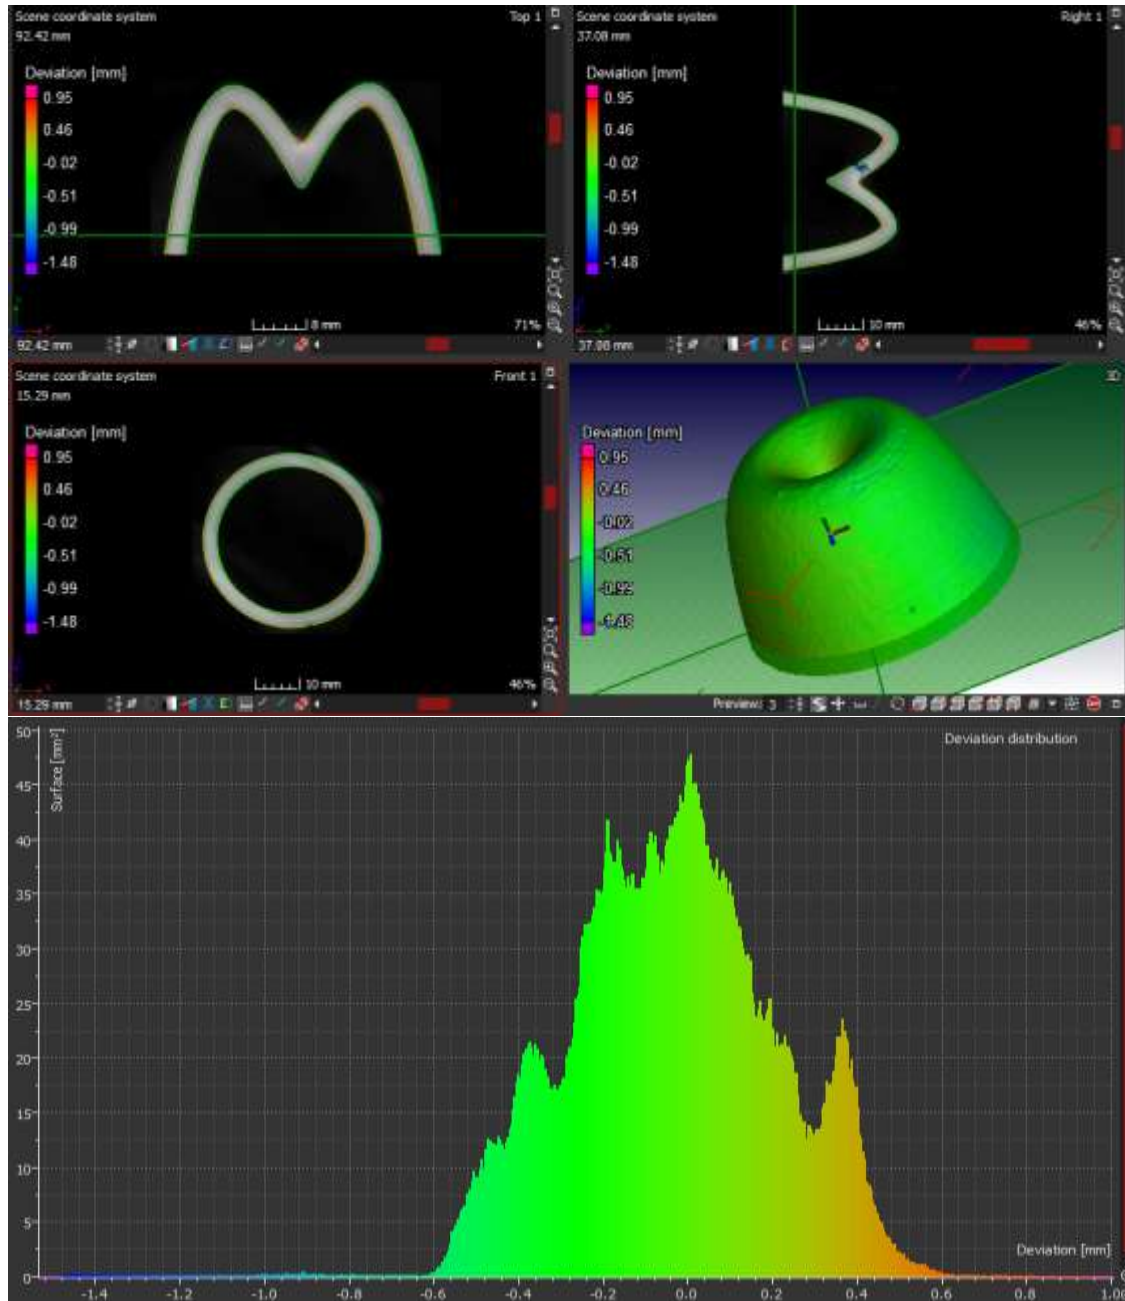 Scene coordinate system
Top 1
92.42 mm
Deviation [mm]
0.95
0.46
-0.02
-0.51
-0.99
-1.48
8 mm
71%
92.42 mm
Scene coordinate system
Right 1
37.08 mm
Deviation [mm]
0.95
0.46
-0.02
-0.51
-0.99
-1.48
10 mm
46%
37.08 mm
Scene coordinate system
Front 1
15.29 mm
Deviation [mm]
0.95
0.46
-0.02
-0.51
-0.99
-1.48
10 mm
46%
15.29 mm
3D
Deviation [mm]
0.95
0.46
-0.02
-0.51
-0.99
-1.48
Preview: 3
Deviation distribution
Surface [mm²]
50
45
40
35
30
25
20
15
10
5
0
Deviation [mm]
-1.4 -1.2 -1.0 -0.8 -0.6 -0.4 -0.2 0.0 0.2 0.4 0.6 0.8 1.0